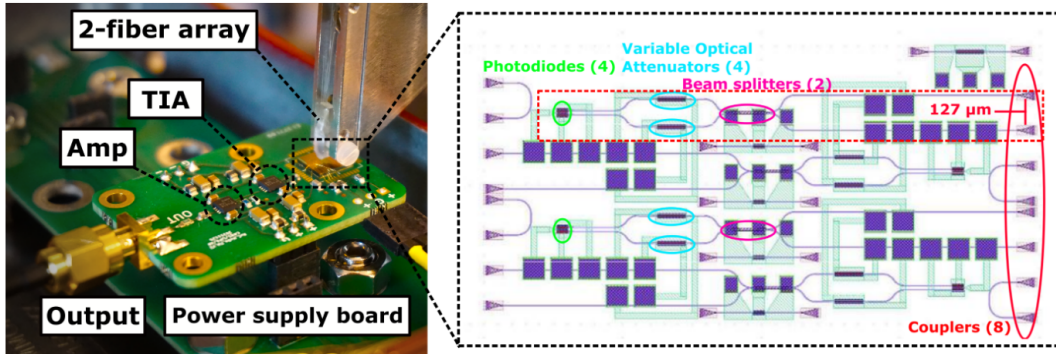 2-fiber array
TIA
Amp
OUT
Output
Power supply board
Photodiodes (4)
Variable Optical
Attenuators (4)
Beam splitters (2)
127 μm
Couplers (8)